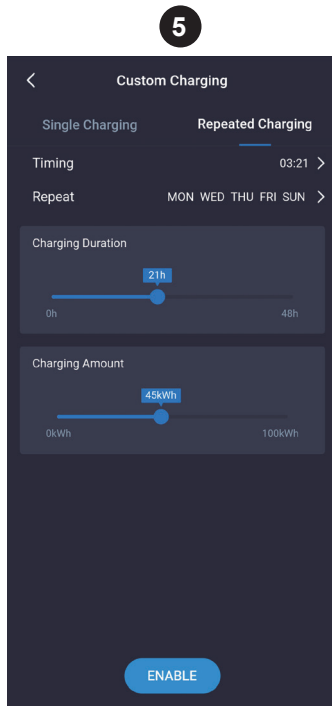 5
Custom Charging
Single Charging Repeated Charging
Timing 03:21
Repeat MON WED THU FRI SUN
Charging Duration
21h
0h 48h
Charging Amount
45kWh
0kWh 100kWh
ENABLE